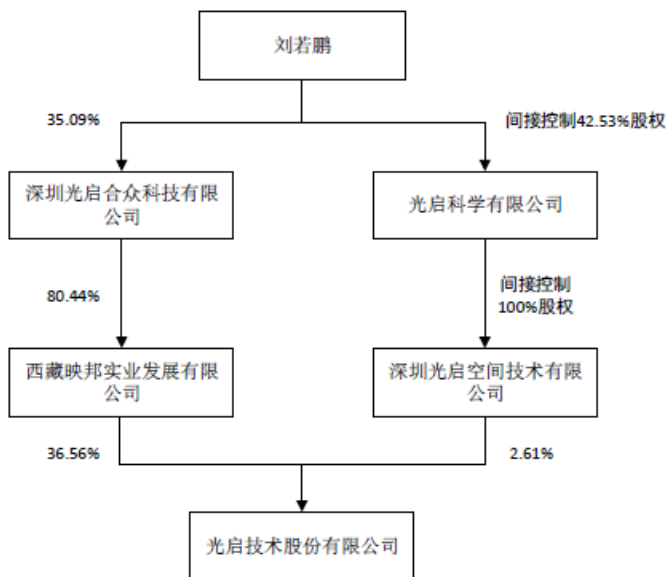 刘若鹏
35.09%
间接控制42.53%股权
深圳光启合众科技有限
公司
光启科学有限公司
80.44%
间接控制
100%股权
西藏映邦实业发展有限
公司
深圳光启空间技术有限
公司
36.56%
2.61%
光启技术股份有限公司